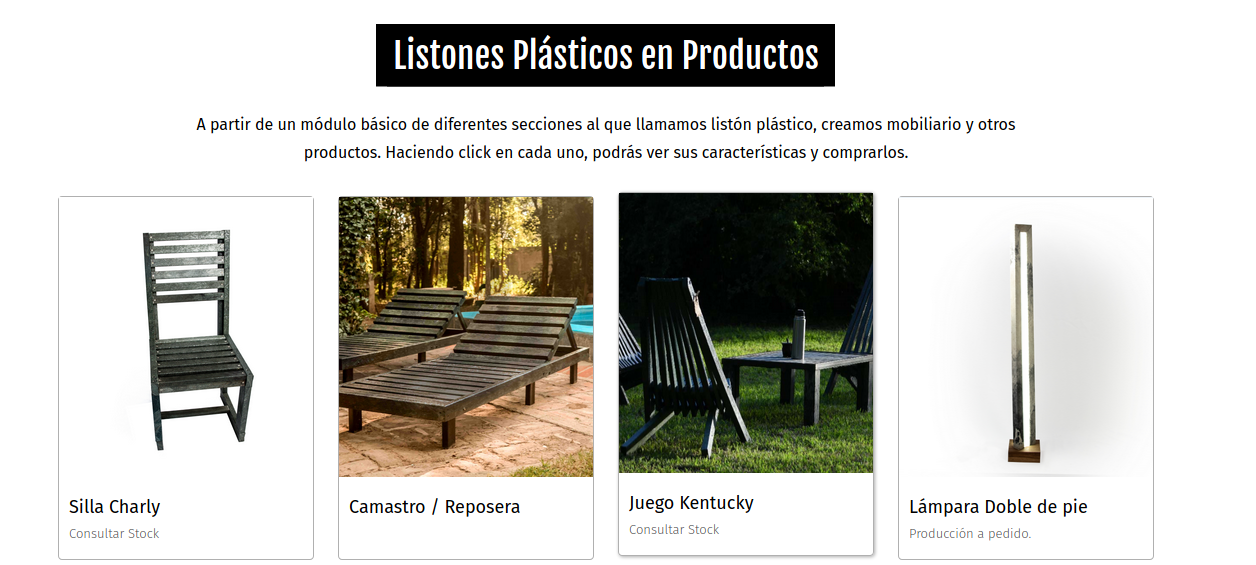 Listones Plásticos en Productos
A partir de un módulo básico de diferentes secciones al que llamamos listón plástico, creamos mobiliario y otros
productos. Haciendo click en cada uno, podrás ver sus características y comprarlos.
Silla Charly
Consultar Stock
Camastro / Reposera
Juego Kentucky
Consultar Stock
Lámpara Doble de pie
Producción a pedido.